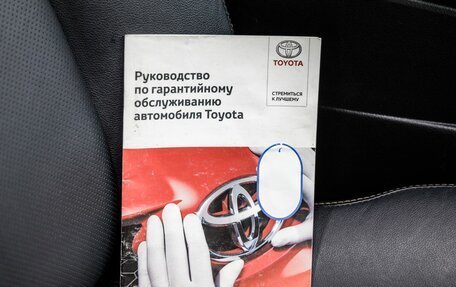 Руководство
по гарантийному
обслуживанию
автомобиля Toyota
TOYOTA
СТРЕМИТЬСЯ
К ЛУЧШЕМУ